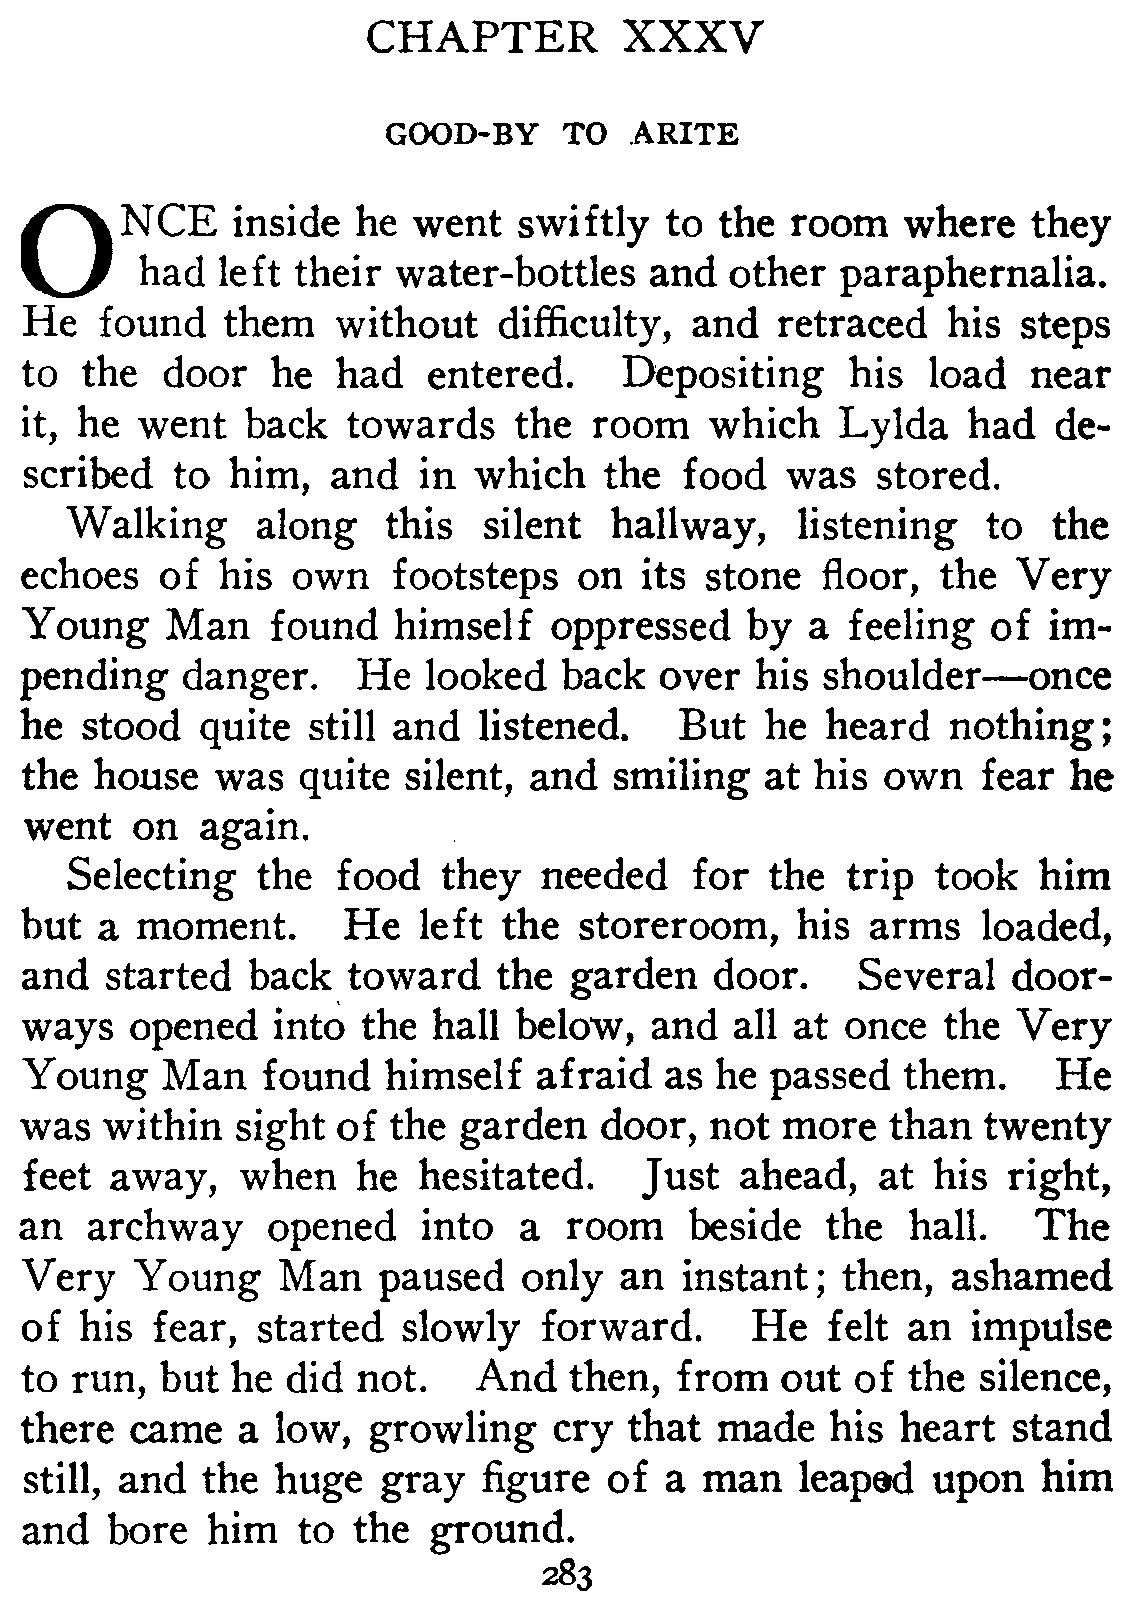 CHAPTER XXXV
GOOD-BY TO ARITE
ONCE inside he went swiftly to the room where they
had left their water-bottles and other paraphernalia.
He found them without difficulty, and retraced his steps
to the door he had entered. Depositing his load near
it, he went back towards the room which Lylda had de-
scribed to him, and in which the food was stored.
Walking along this silent hallway, listening to the
echoes of his own footsteps on its stone floor, the Very
Young Man found himself oppressed by a feeling of im-
pending danger. He looked back over his shoulder—once
he stood quite still and listened. But he heard nothing;
the house was quite silent, and smiling at his own fear he
went on again.
Selecting the food they needed for the trip took him
but a moment. He left the storeroom, his arms loaded,
and started back toward the garden door. Several door-
ways opened into the hall below, and all at once the Very
Young Man found himself afraid as he passed them. He
was within sight of the garden door, not more than twenty
feet away, when he hesitated. Just ahead, at his right,
an archway opened into a room beside the hall. The
Very Young Man paused only an instant; then, ashamed
of his fear, started slowly forward. He felt an impulse
to run, but he did not. And then, from out of the silence,
there came a low, growling cry that made his heart stand
still, and the huge gray figure of a man leaped upon him
and bore him to the ground.
283